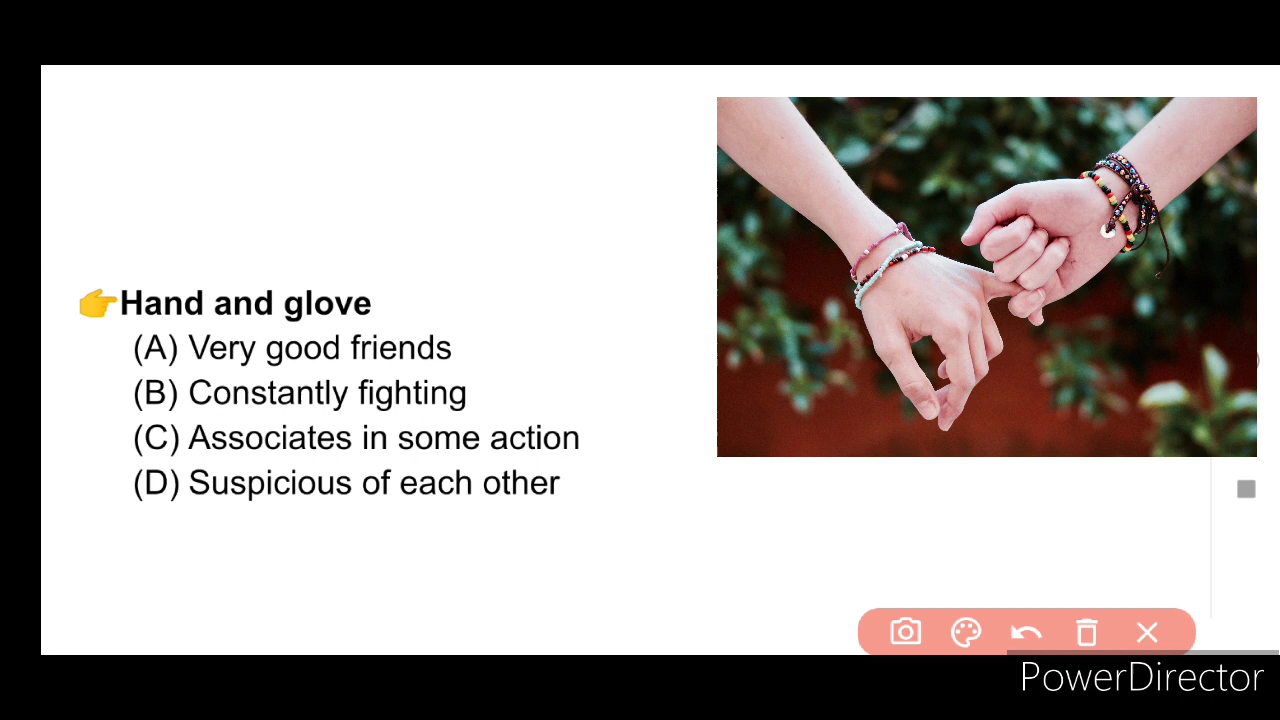 👉Hand and glove
(A) Very good friends
(B) Constantly fighting
(C) Associates in some action
(D) Suspicious of each other
PowerDirector